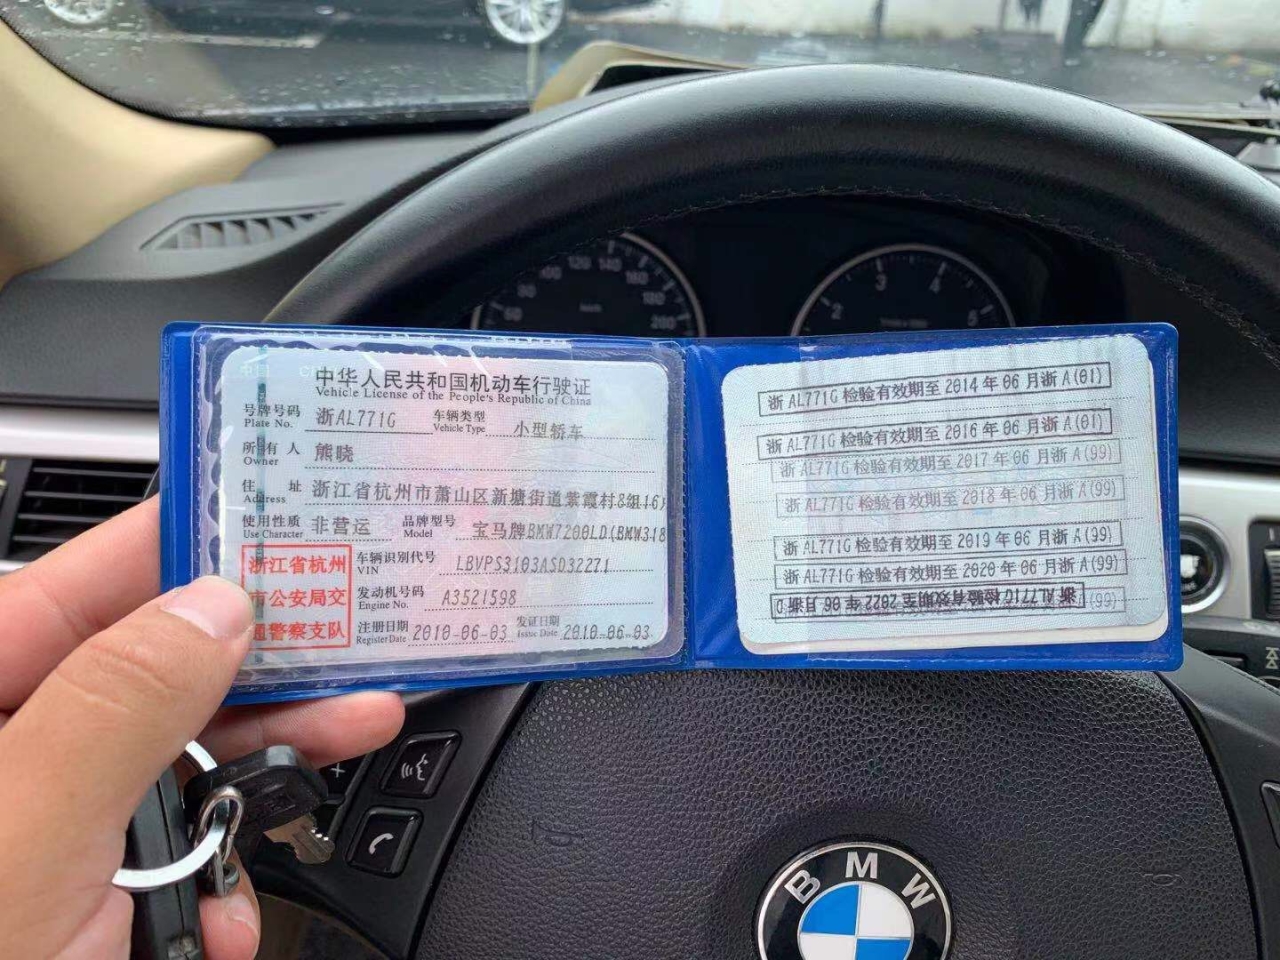 中华人民共和国机动车行驶证
Vehicle License of the People's Republic of China
号牌号码 浙AL771G 车辆类型 小型轿车
Plate No. Vehicle Type
所有人 熊晓
Owner
住址 浙江省杭州市萧山区新塘街道紫霞村8组16
Address
使用性质 非营运 品牌型号 宝马牌BMW7200LD(BMW318
Use Character Model
浙江省杭州
市公安局交
通警察支队
车辆识别代号 LBVPS3103ASD32271
VIN
发动机号码 A3521598
Engine No.
注册日期 2010-06-03 发证日期 2010-06-03
Register Date Issue Date
浙AL771G检验有效期至2014年06月浙A(01)
浙AL771G检验有效期至2016年06月浙A(01)
浙AL771G检验有效期至2017年06月浙A(99)
浙AL771G检验有效期至2018年06月浙A(99)
浙AL771G检验有效期至2019年06月浙A(99)
浙AL771G检验有效期至2020年06月浙A(99)
浙AL771G检验有效期至2022年06月浙
(99)
80 120 140 160 180 200
2 3 4 5
BMW